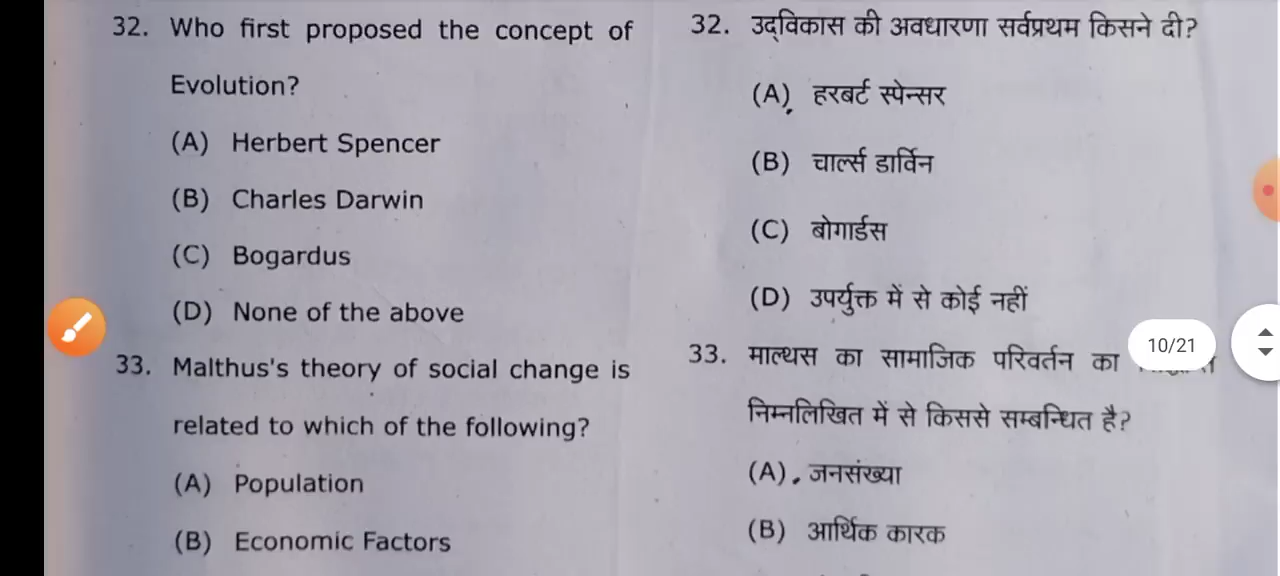 32. Who first proposed the concept of
Evolution?
(A) Herbert Spencer
(B) Charles Darwin
(C) Bogardus
(D) None of the above
33. Malthus's theory of social change is
related to which of the following?
(A) Population
(B) Economic Factors
32. उद्‌विकास की अवधारणा सर्वप्रथम किसने दी?
(A) हरबर्ट स्पेन्सर
(B) चार्ल्स डार्विन
(C) बोगार्डस
(D) उपर्युक्त में से कोई नहीं
33. माल्थस का सामाजिक परिवर्तन का
निम्नलिखित में से किससे सम्बन्धित है?
(A) जनसंख्या
(B) आर्थिक कारक
10/21